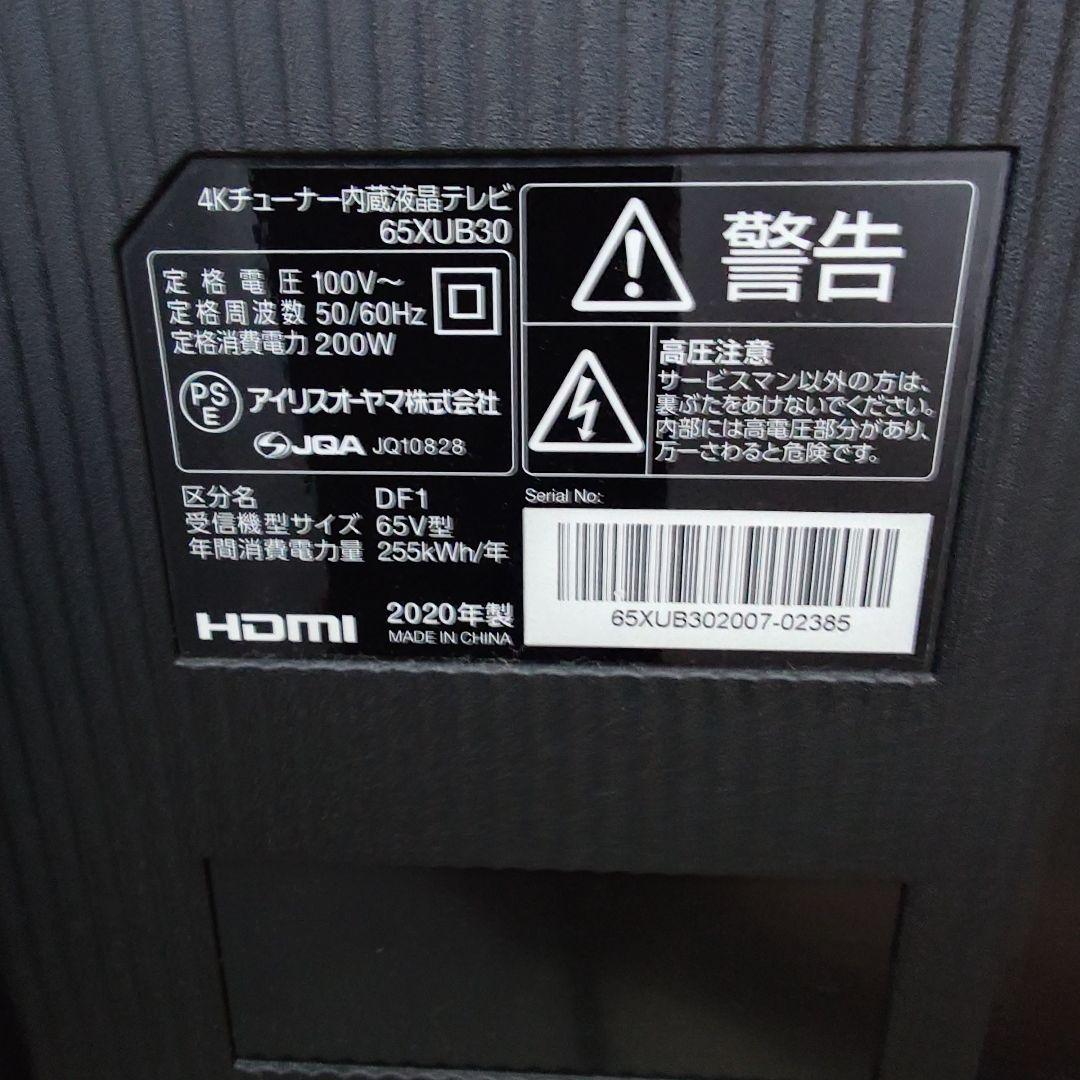 4Kチューナー内蔵液晶テレビ
65XUB30
定格電圧 100V～
定格周波数 50/60Hz
定格消費電力 200W
PS
E
アイリスオーヤマ株式会社
JQA JQ10828
区分名 DF1
受信機型サイズ 65V型
年間消費電力量 255kWh/年
HDMI
2020年製
MADE IN CHINA
警告
高圧注意
サービスマン以外の方は、
裏ぶたをあけないでください。
内部には高電圧部分があり、
万一さわると危険です。
Serial No:
65XUB302007-02385